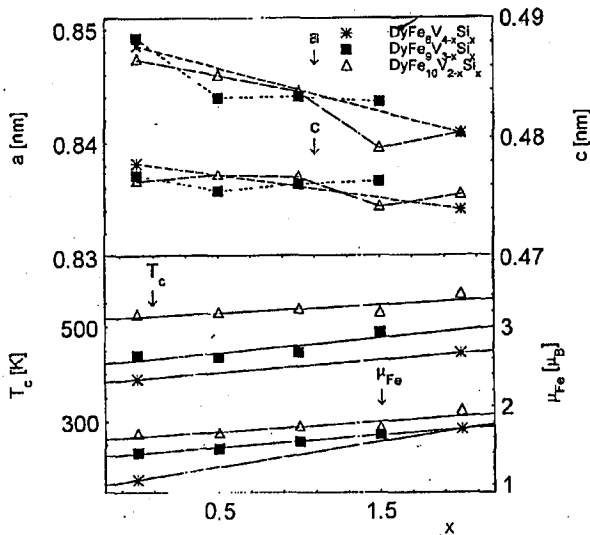 0.85
0.84
0.83
a [nm]
a
c
DyFe8V4-xSix
DyFe9V3-xSix
DyFe10V2-xSix
0.49
0.48
0.47
c [nm]
Tc
500
300
Tc [K]
μFe
3
2
1
μFe [μB]
0.5
1.5
x